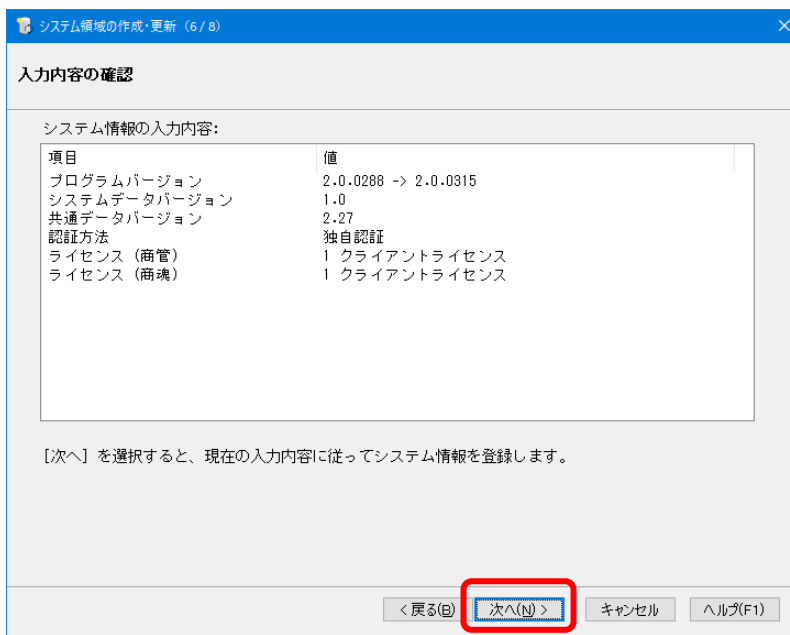 システム領域の作成・更新（6/8）
入力内容の確認
システム情報の入力内容：
項目 値
プログラムバージョン 2.0.0288 -> 2.0.0315
システムデータバージョン 1.0
共通データバージョン 2.27
認証方法 独自認証
ライセンス（商管） 1 クライアントライセンス
ライセンス（商魂） 1 クライアントライセンス
［次へ］を選択すると、現在の入力内容に従ってシステム情報を登録します。
< 戻る(B) 次へ(N) > キャンセル ヘルプ(F1)